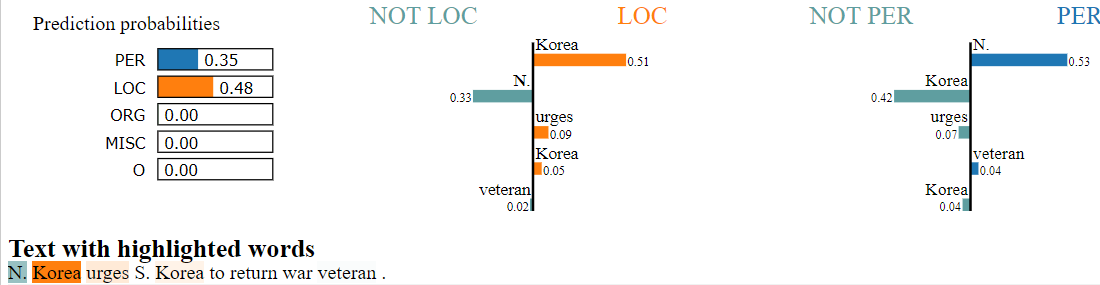 Prediction probabilities
PER 0.35
LOC 0.48
ORG 0.00
MISC 0.00
O 0.00
NOT LOC LOC
Korea
0.51
N.
0.33
urges
0.09
Korea
0.05
veteran
0.02
NOT PER PER
N.
0.53
Korea
0.42
urges
0.07
veteran
0.04
Korea
0.04
Text with highlighted words
N. Korea urges S. Korea to return war veteran .